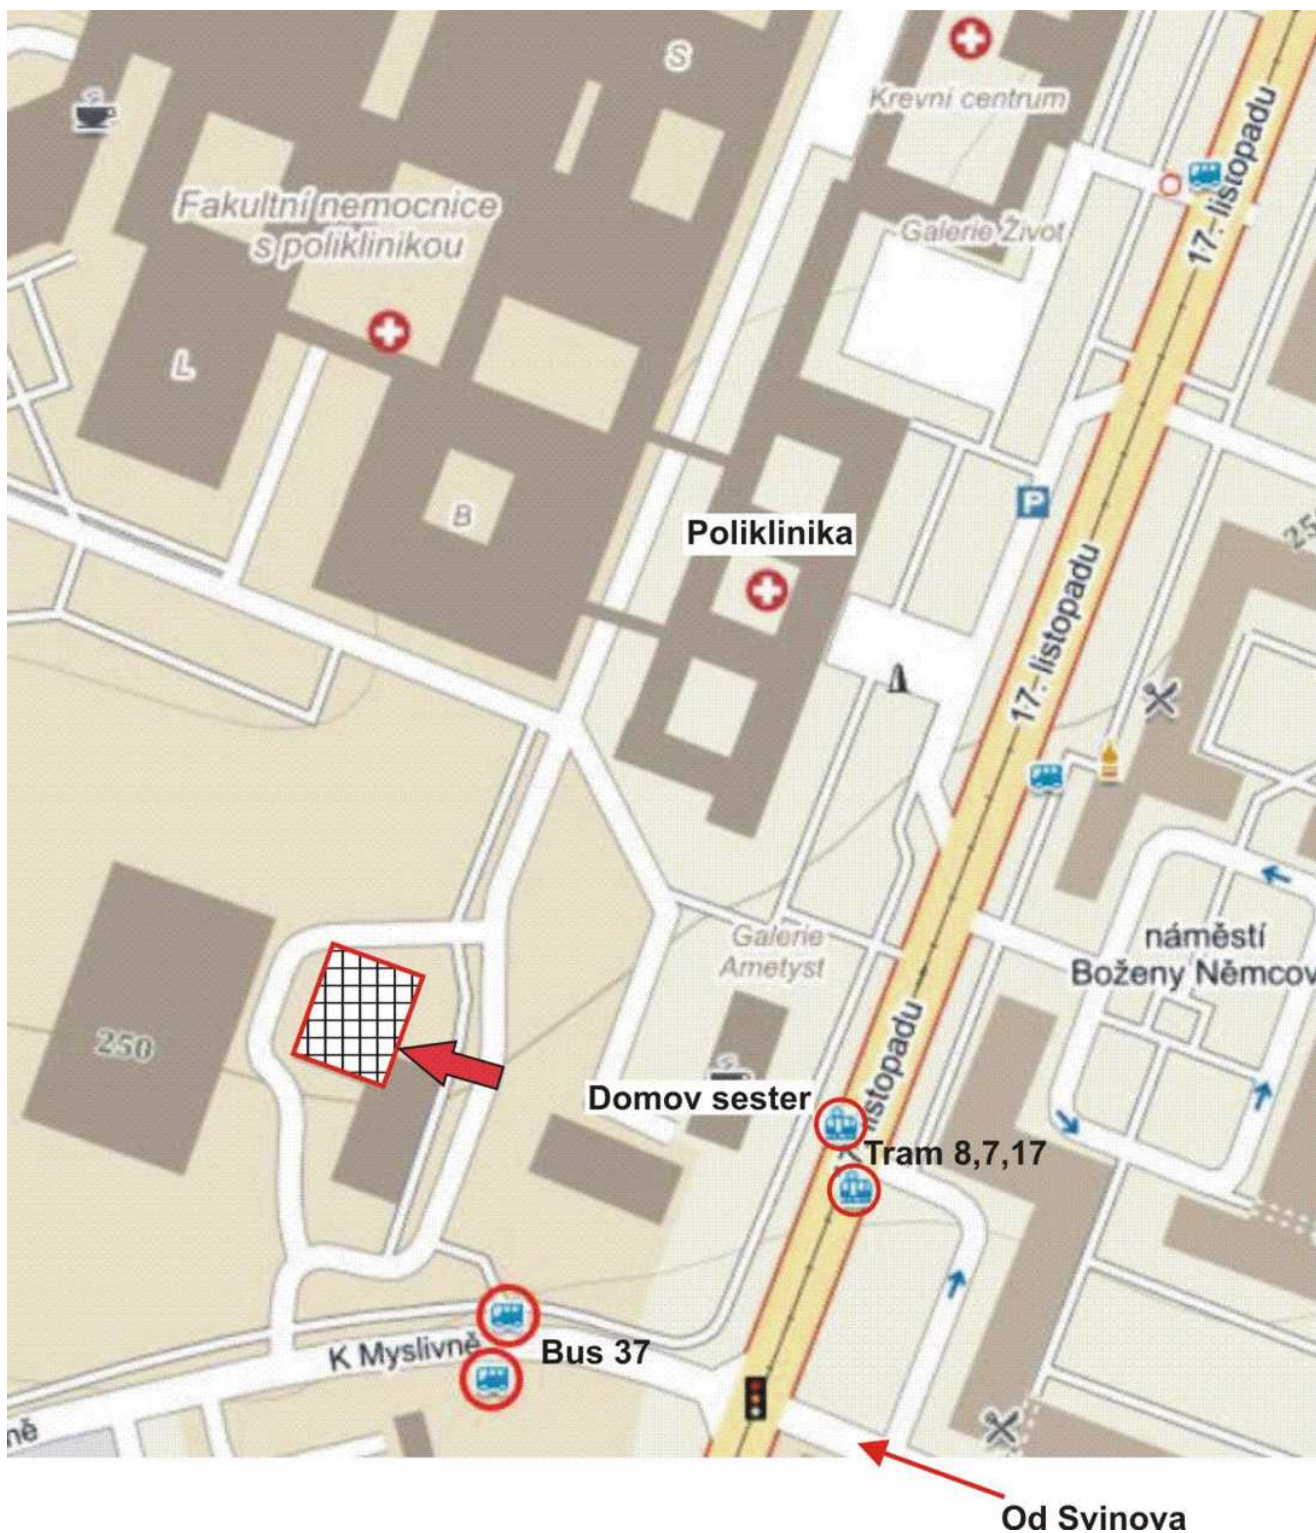 S
Krevní centrum
17. listopadu
Fakultní nemocnice
s poliklinikou
Galerie Život
L
B
P
Poliklinika
25
17. listopadu
Galerie
Ametyst
náměstí
Boženy Němcov
250
listopadu
Domov sester
Tram 8,7,17
K Myslivně
Bus 37
ně
Od Svinova